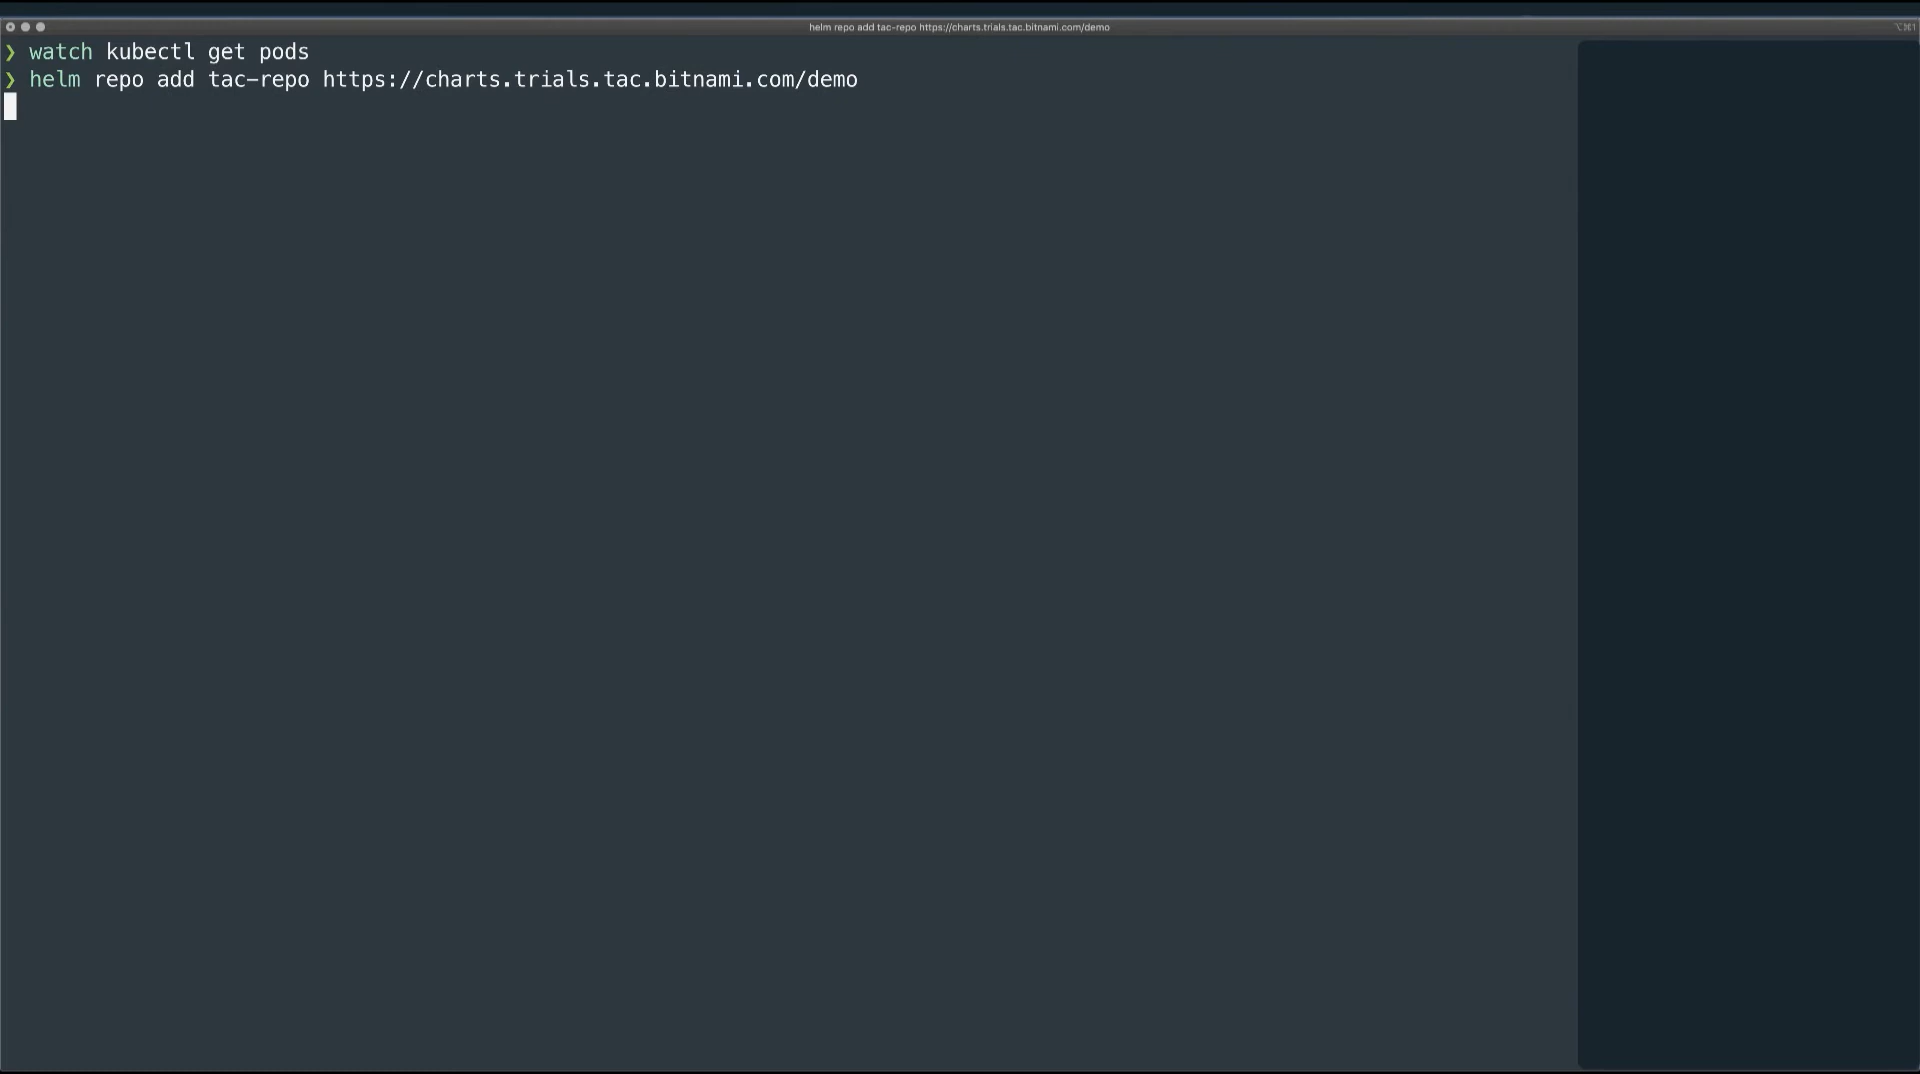 helm repo add tac-repo https://charts.trials.tac.bitnami.com/demo
⌥⌘1
❯ watch kubectl get pods
❯ helm repo add tac-repo https://charts.trials.tac.bitnami.com/demo